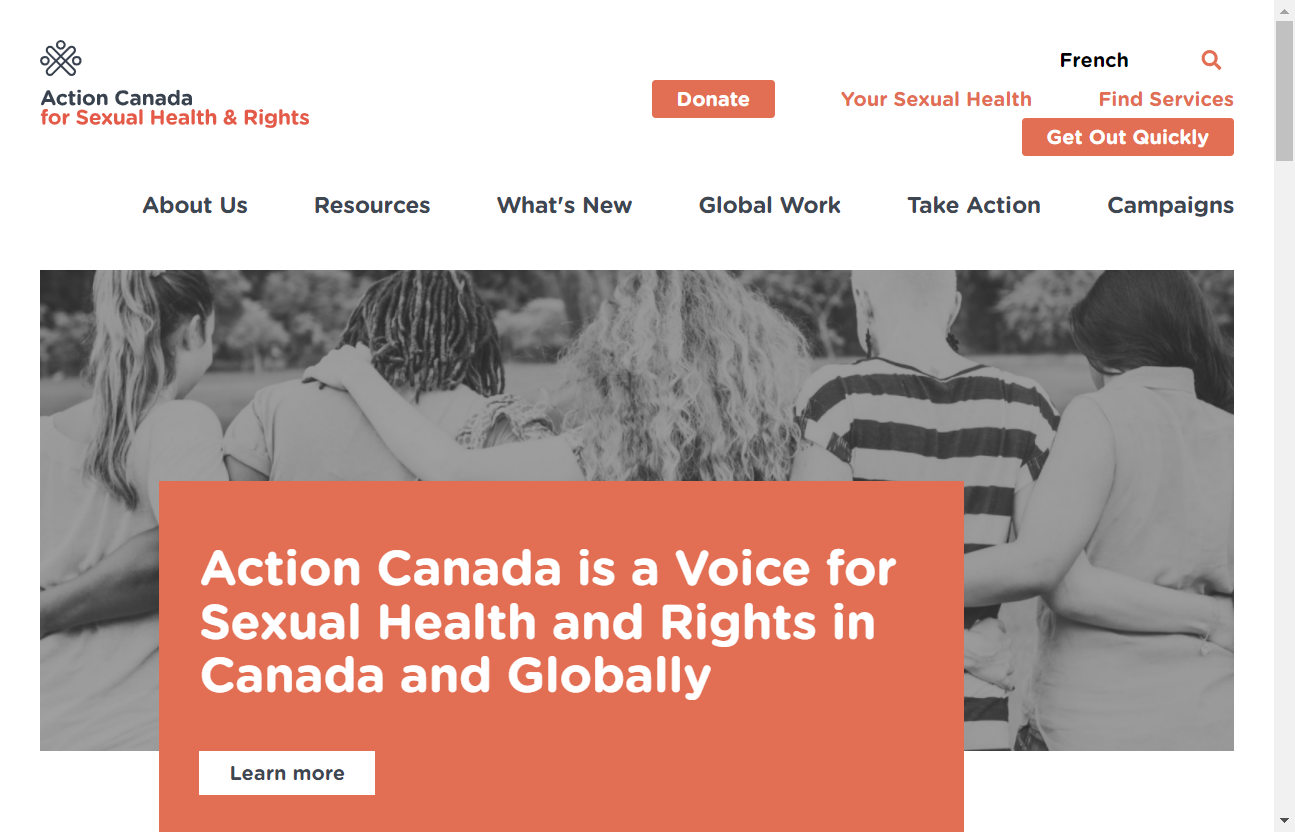 French
Action Canada
for Sexual Health & Rights
Donate
Your Sexual Health
Find Services
Get Out Quickly
About Us
Resources
What's New
Global Work
Take Action
Campaigns
Action Canada is a Voice for
Sexual Health and Rights in
Canada and Globally
Learn more